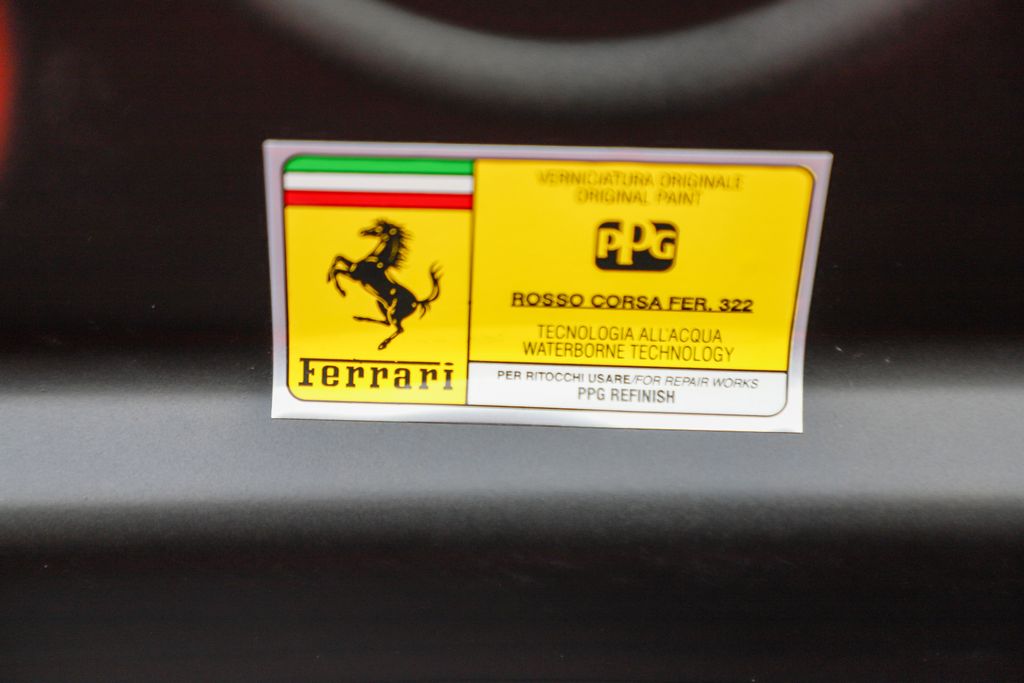 VERNICIATURA ORIGINALE
ORIGINAL PAINT
PPG
ROSSO CORSA FER. 322
TECNOLOGIA ALL'ACQUA
WATERBORNE TECHNOLOGY
Ferrari
PER RITOCCHI USARE/FOR REPAIR WORKS
PPG REFINISH